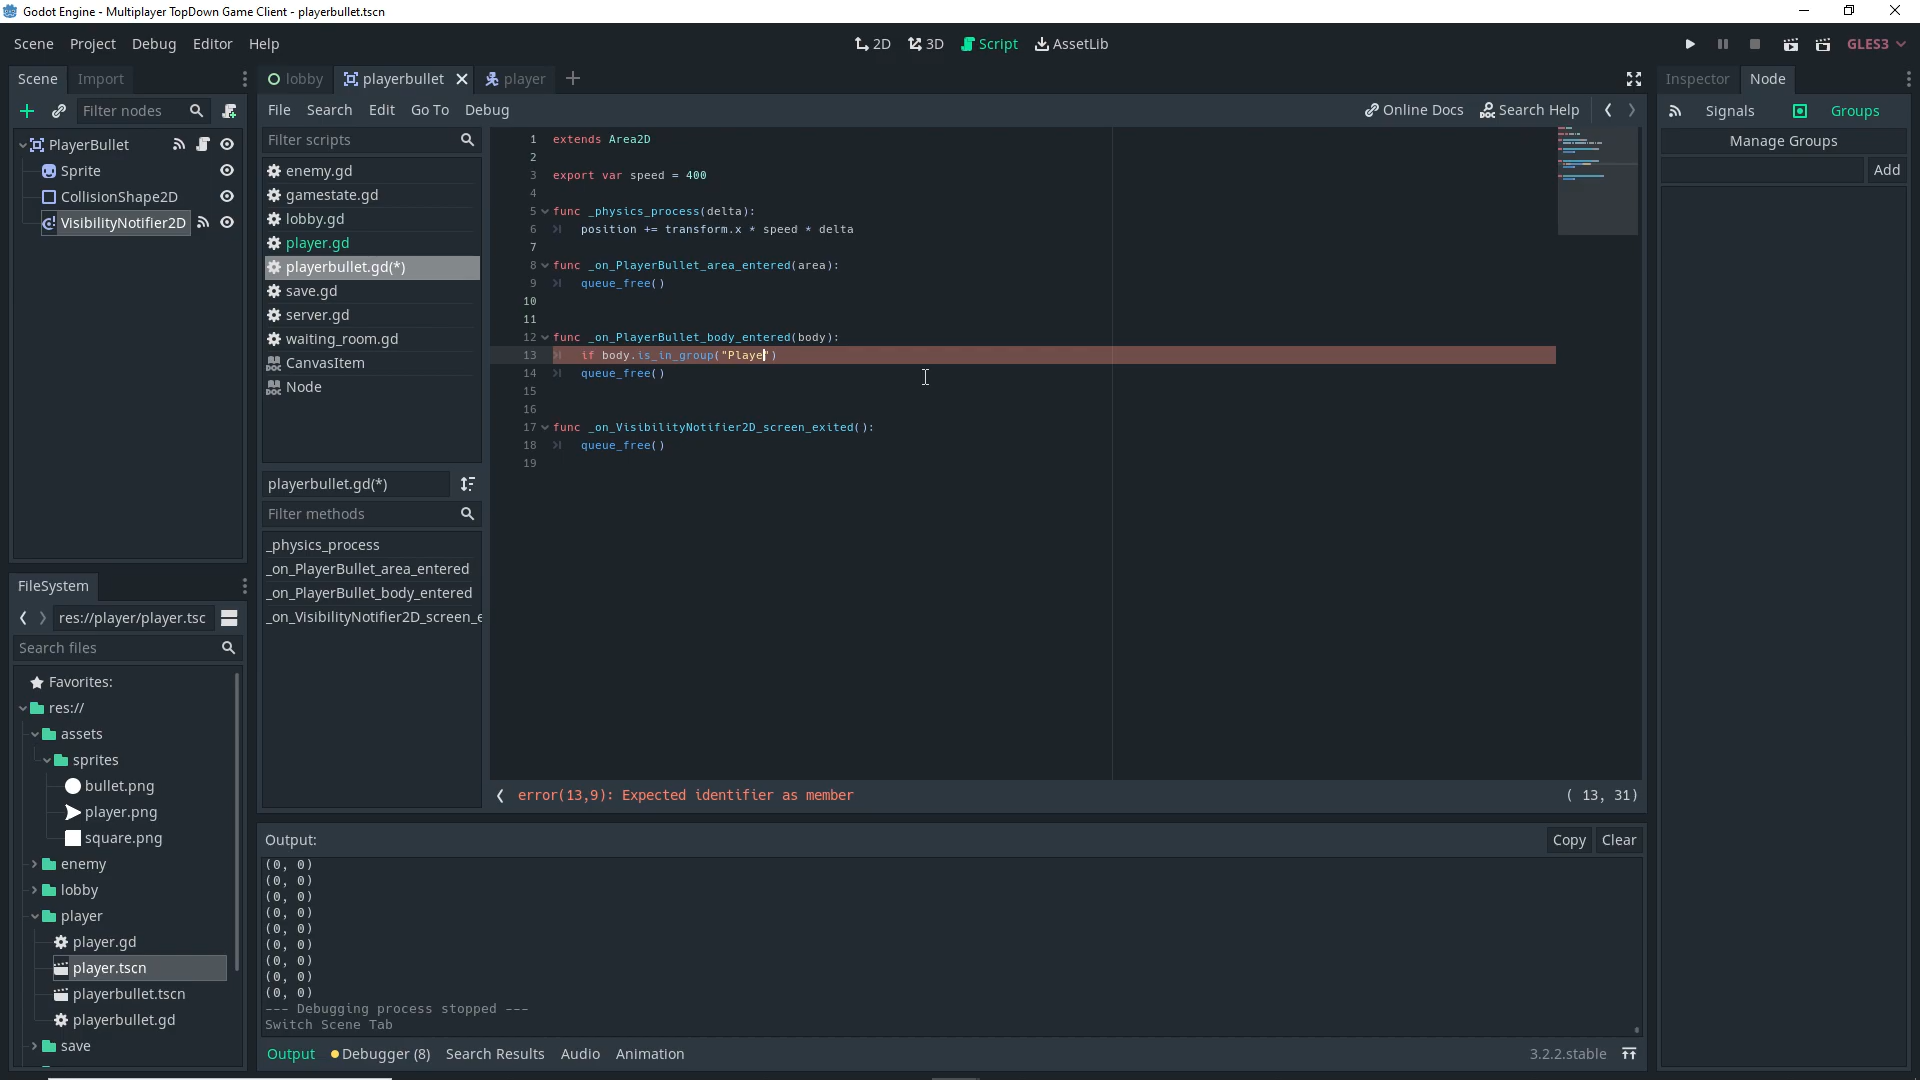 Godot Engine - Multiplayer TopDown Game Client - playerbullet.tscn
Scene Project Debug Editor Help
2D 3D Script AssetLib
GLES3
Scene Import
lobby playerbullet player
Inspector Node
Filter nodes
File Search Edit Go To Debug
Online Docs Search Help
Signals Groups
Manage Groups
Add
PlayerBullet
Sprite
CollisionShape2D
VisibilityNotifier2D
Filter scripts
enemy.gd
gamestate.gd
lobby.gd
player.gd
playerbullet.gd(*)
save.gd
server.gd
waiting_room.gd
CanvasItem
Node
playerbullet.gd(*)
Filter methods
_physics_process
_on_PlayerBullet_area_entered
_on_PlayerBullet_body_entered
_on_VisibilityNotifier2D_screen_e
1 extends Area2D
2
3 export var speed = 400
4
5 func _physics_process(delta):
6 position += transform.x * speed * delta
7
8 func _on_PlayerBullet_area_entered(area):
9 queue_free()
10
11
12 func _on_PlayerBullet_body_entered(body):
13 if body.is_in_group("Playe")
14 queue_free()
15
16
17 func _on_VisibilityNotifier2D_screen_exited():
18 queue_free()
19
error(13,9): Expected identifier as member
( 13, 31)
FileSystem
res://player/player.tsc
Search files
Favorites:
res://
assets
sprites
bullet.png
player.png
square.png
enemy
lobby
player
player.gd
player.tscn
playerbullet.tscn
playerbullet.gd
save
Output:
Copy Clear
(0, 0)
(0, 0)
(0, 0)
(0, 0)
(0, 0)
(0, 0)
(0, 0)
(0, 0)
(0, 0)
--- Debugging process stopped ---
Switch Scene Tab
Output Debugger (8) Search Results Audio Animation
3.2.2.stable